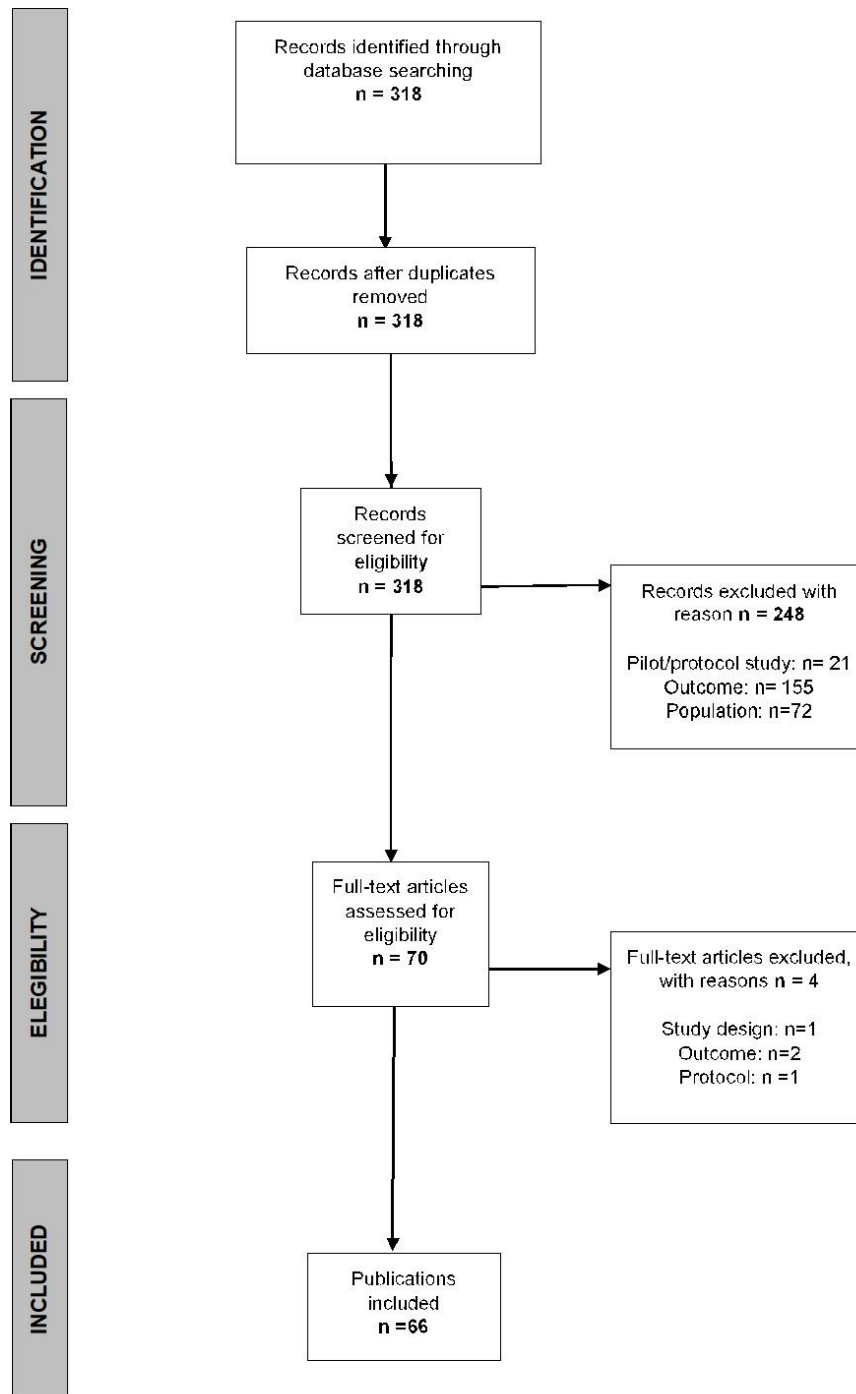 IDENTIFICATION
Records identified through
database searching
n = 318
Records after duplicates
removed
n = 318
SCREENING
Records
screened for
eligibility
n = 318
Records excluded with
reason n = 248
Pilot/protocol study: n= 21
Outcome: n= 155
Population: n=72
ELEGIBILITY
Full-text articles
assessed for
eligibility
n = 70
Full-text articles excluded,
with reasons n = 4
Study design: n=1
Outcome: n=2
Protocol: n =1
INCLUDED
Publications
included
n =66